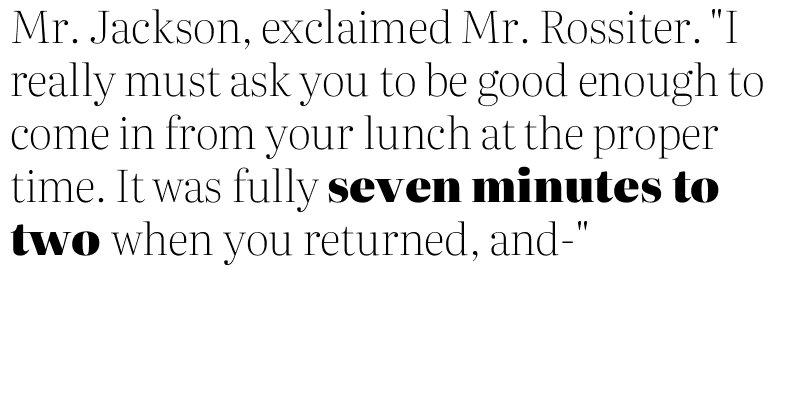 Mr. Jackson, exclaimed Mr. Rossiter. "I
really must ask you to be good enough to
come in from your lunch at the proper
time. It was fully seven minutes to
two when you returned, and-"